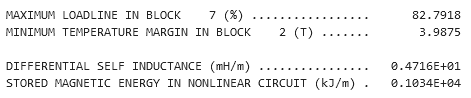 MAXIMUM LOADLINE IN BLOCK 7 (%) ................ 82.7918
MINIMUM TEMPERATURE MARGIN IN BLOCK 2 (T) ....... 3.9875
DIFFERENTIAL SELF INDUCTANCE (mH/m) ............... 0.4716E+01
STORED MAGNETIC ENERGY IN NONLINEAR CIRCUIT (kJ/m) . 0.1034E+04